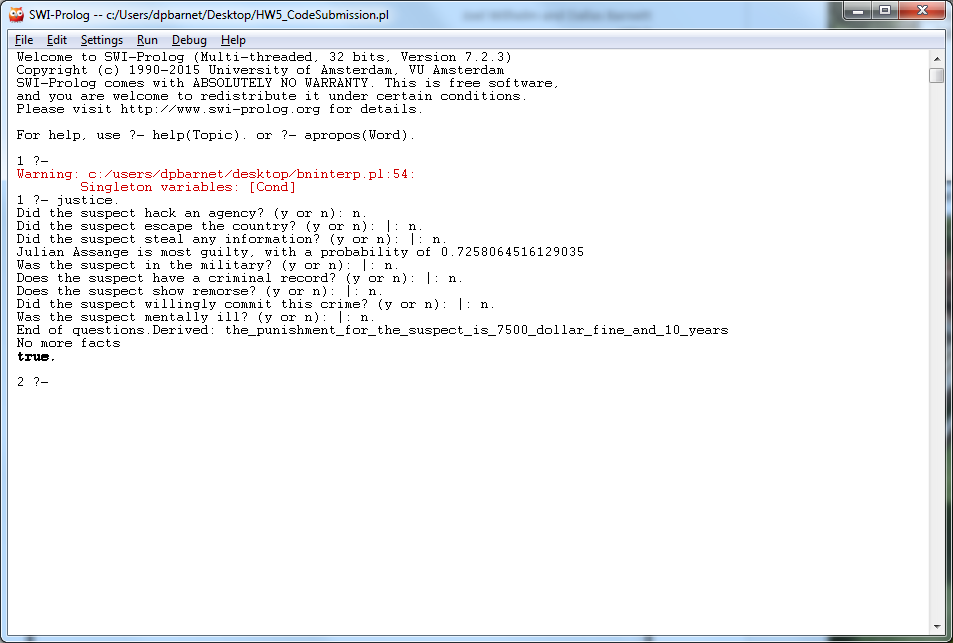 SWI-Prolog -- c:/Users/dpbarnet/Desktop/HW5_CodeSubmission.pl
File Edit Settings Run Debug Help
Welcome to SWI-Prolog (Multi-threaded, 32 bits, Version 7.2.3)
Copyright (c) 1990-2015 University of Amsterdam, VU Amsterdam
SWI-Prolog comes with ABSOLUTELY NO WARRANTY. This is free software,
and you are welcome to redistribute it under certain conditions.
Please visit http://www.swi-prolog.org for details.
For help, use ?- help(Topic). or ?- apropos(Word).
1 ?-
Warning: c:/users/dpbarnet/desktop/bninterp.pl:54:
Singleton variables: [Cond]
1 ?- justice.
Did the suspect hack an agency? (y or n): n.
Did the suspect escape the country? (y or n): |: n.
Did the suspect steal any information? (y or n): |: n.
Julian Assange is most guilty, with a probability of 0.7258064516129035
Was the suspect in the military? (y or n): |: n.
Does the suspect have a criminal record? (y or n): |: n.
Does the suspect show remorse? (y or n): |: n.
Did the suspect willingly commit this crime? (y or n): |: n.
Was the suspect mentally ill? (y or n): |: n.
End of questions.Derived: the_punishment_for_the_suspect_is_7500_dollar_fine_and_10_years
No more facts
true.
2 ?-